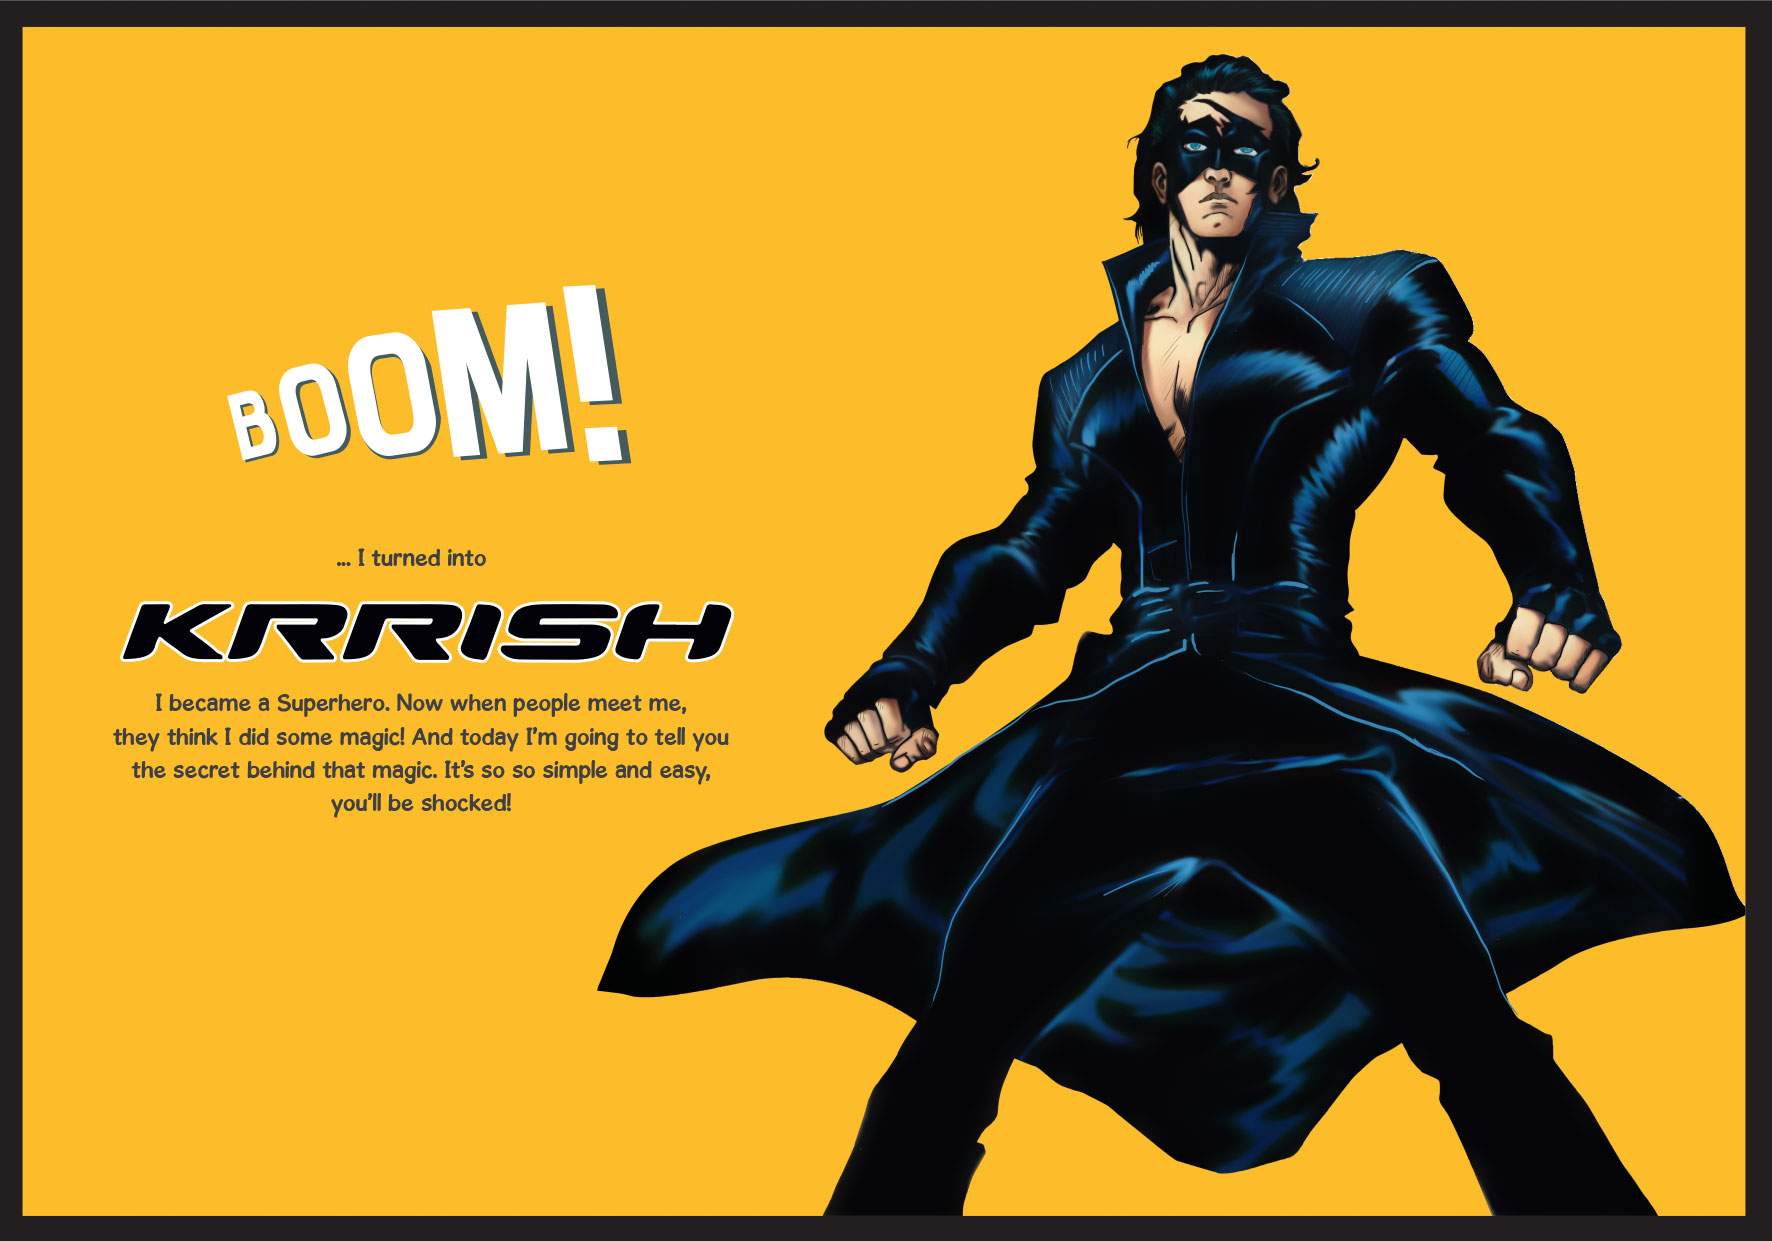 BOOM!
... I turned into
KRRISH
I became a Superhero. Now when people meet me,
they think I did some magic! And today I'm going to tell you
the secret behind that magic. It's so so simple and easy,
you'll be shocked!